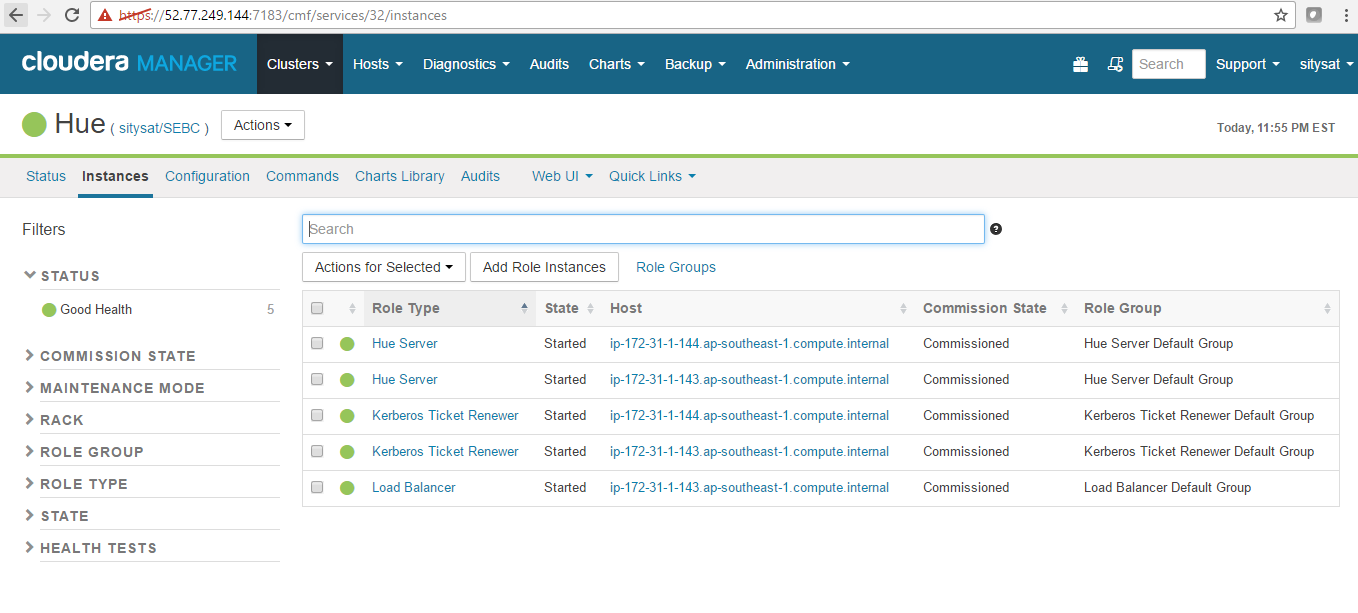 https://52.77.249.144:7183/cmf/services/32/instances
cloudera MANAGER Clusters Hosts Diagnostics Audits Charts Backup Administration Search Support sitysat
Hue ( sitysat/SEBC ) Actions Today, 11:55 PM EST
Status Instances Configuration Commands Charts Library Audits Web UI Quick Links
Filters
Search ?
STATUS
Good Health 5
COMMISSION STATE
MAINTENANCE MODE
RACK
ROLE GROUP
ROLE TYPE
STATE
HEALTH TESTS
Actions for Selected Add Role Instances Role Groups
Role Type State Host Commission State Role Group
Hue Server Started ip-172-31-1-144.ap-southeast-1.compute.internal Commissioned Hue Server Default Group
Hue Server Started ip-172-31-1-143.ap-southeast-1.compute.internal Commissioned Hue Server Default Group
Kerberos Ticket Renewer Started ip-172-31-1-144.ap-southeast-1.compute.internal Commissioned Kerberos Ticket Renewer Default Group
Kerberos Ticket Renewer Started ip-172-31-1-143.ap-southeast-1.compute.internal Commissioned Kerberos Ticket Renewer Default Group
Load Balancer Started ip-172-31-1-143.ap-southeast-1.compute.internal Commissioned Load Balancer Default Group